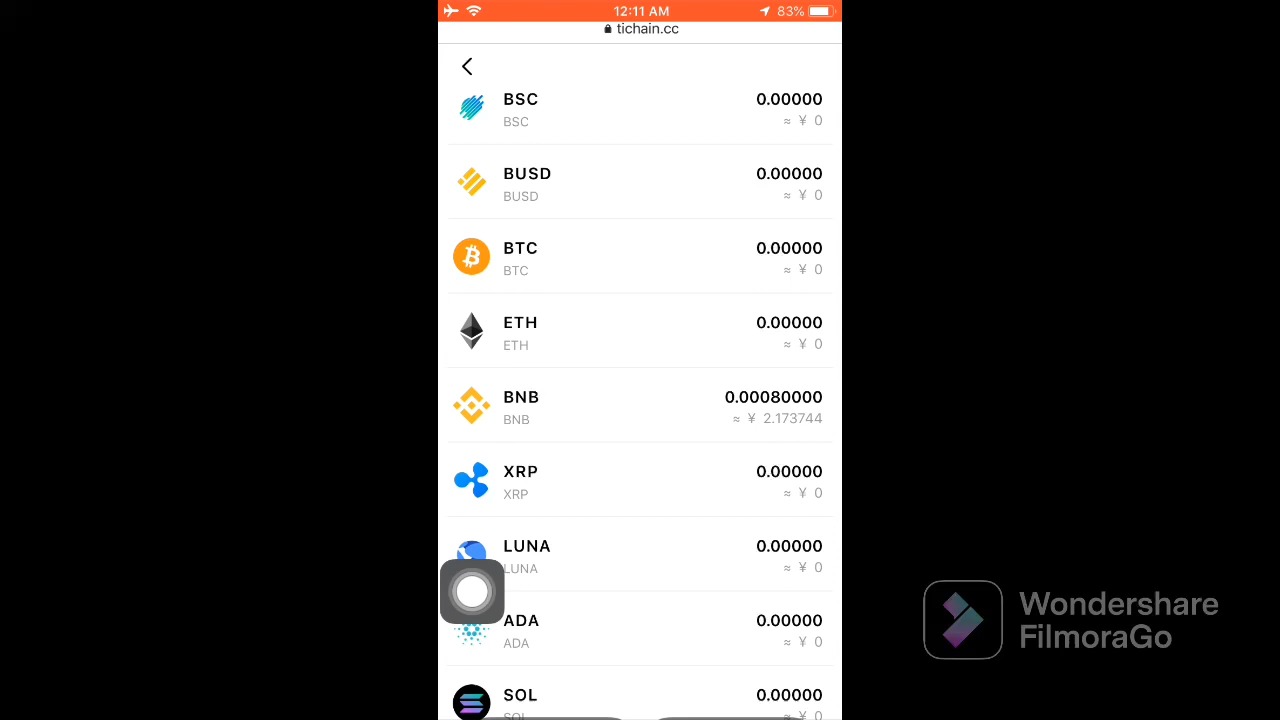 12:11 AM
83%
tichain.cc
BSC 0.00000
BSC ≈ ¥ 0
BUSD 0.00000
BUSD ≈ ¥ 0
BTC 0.00000
BTC ≈ ¥ 0
ETH 0.00000
ETH ≈ ¥ 0
BNB 0.00080000
BNB ≈ ¥ 2.173744
XRP 0.00000
XRP ≈ ¥ 0
LUNA 0.00000
LUNA ≈ ¥ 0
ADA 0.00000
ADA ≈ ¥ 0
SOL 0.00000
SOL ≈ ¥ 0
Wondershare
FilmoraGo